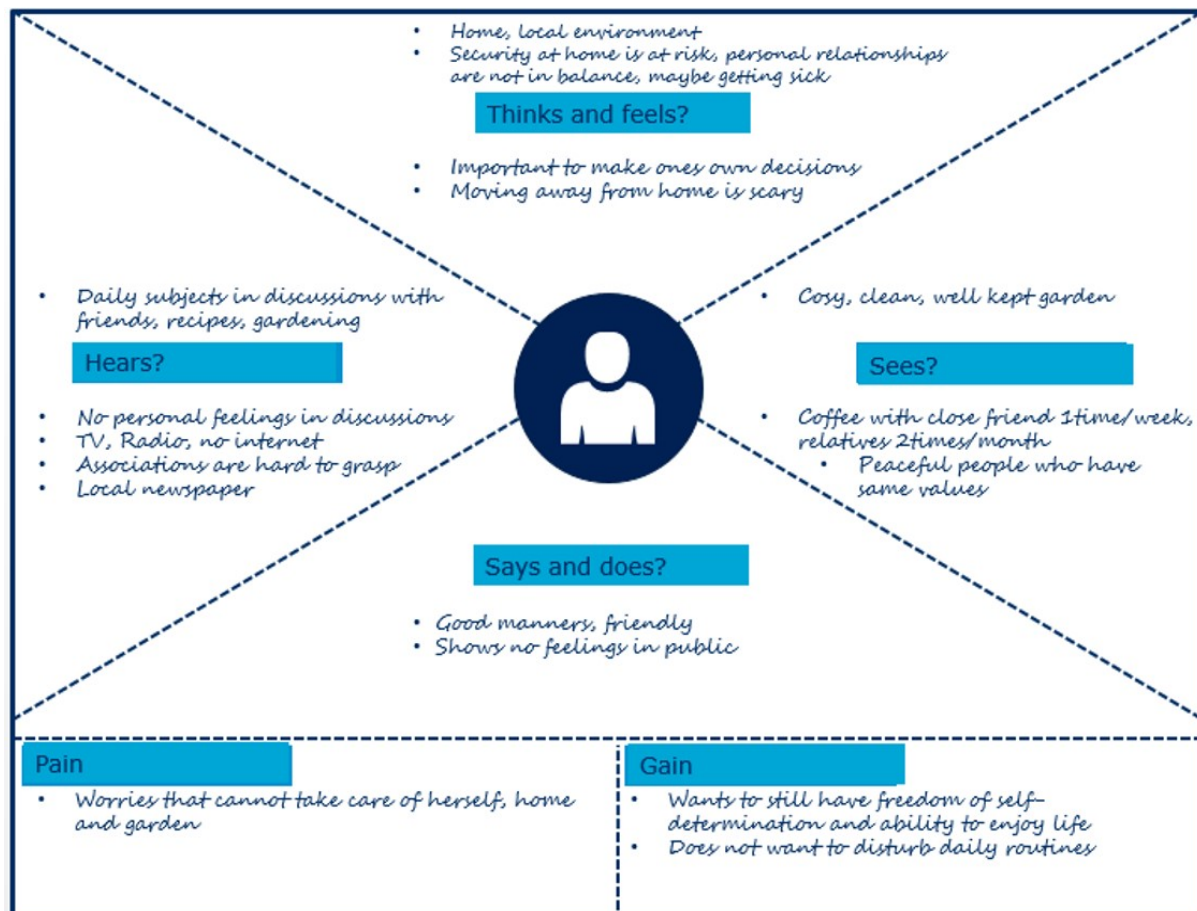 • Home, local environment
• Security at home is at risk, personal relationships
are not in balance, maybe getting sick
Thinks and feels?
• Important to make ones own decisions
• Moving away from home is scary
• Daily subjects in discussions with
friends, recipes, gardening
Hears?
• No personal feelings in discussions
• TV, Radio, no internet
• Associations are hard to grasp
• Local newspaper
• Cosy, clean, well kept garden
Sees?
• Coffee with close friend 1time/week,
relatives 2times/month
• Peaceful people who have
same values
Says and does?
• Good manners, friendly
• Shows no feelings in public
Pain
• Worries that cannot take care of herself, home
and garden
Gain
• Wants to still have freedom of self-
determination and ability to enjoy life
• Does not want to disturb daily routines